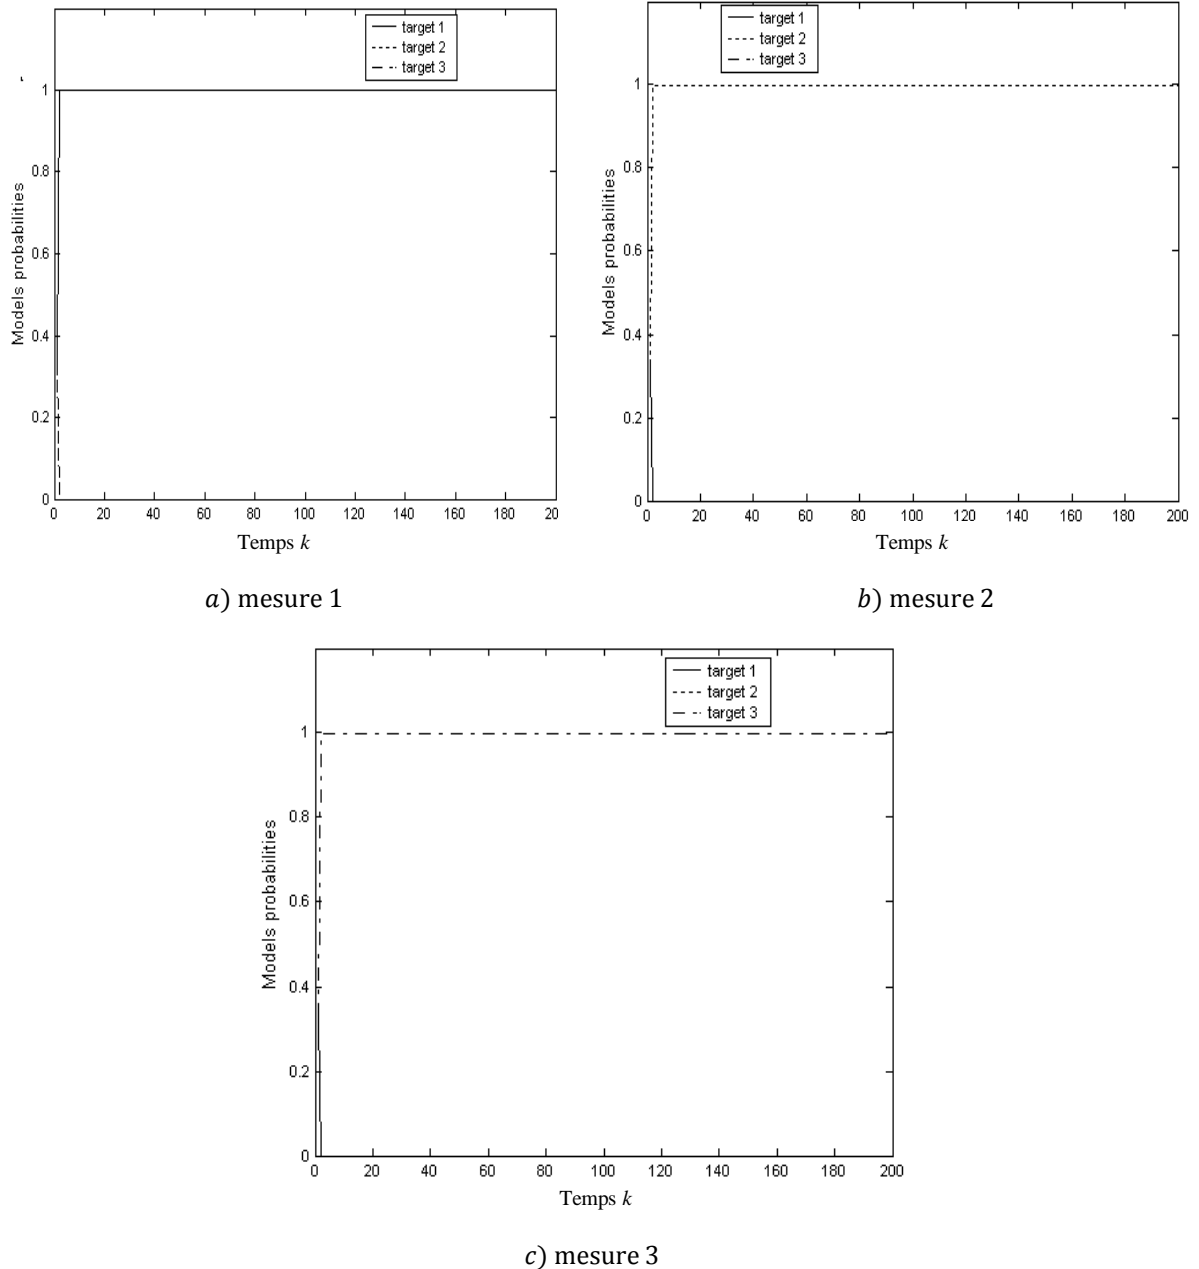 target 1
target 2
target 3
1
0.8
0.6
0.4
0.2
0
Models probabilities
0 20 40 60 80 100 120 140 160 180 20
Temps k
a) mesure 1
target 1
target 2
target 3
1
0.8
0.6
0.4
0.2
0
Models probabilities
0 20 40 60 80 100 120 140 160 180 200
Temps k
b) mesure 2
target 1
target 2
target 3
1
0.8
0.6
0.4
0.2
0
Models probabilities
0 20 40 60 80 100 120 140 160 180 200
Temps k
c) mesure 3